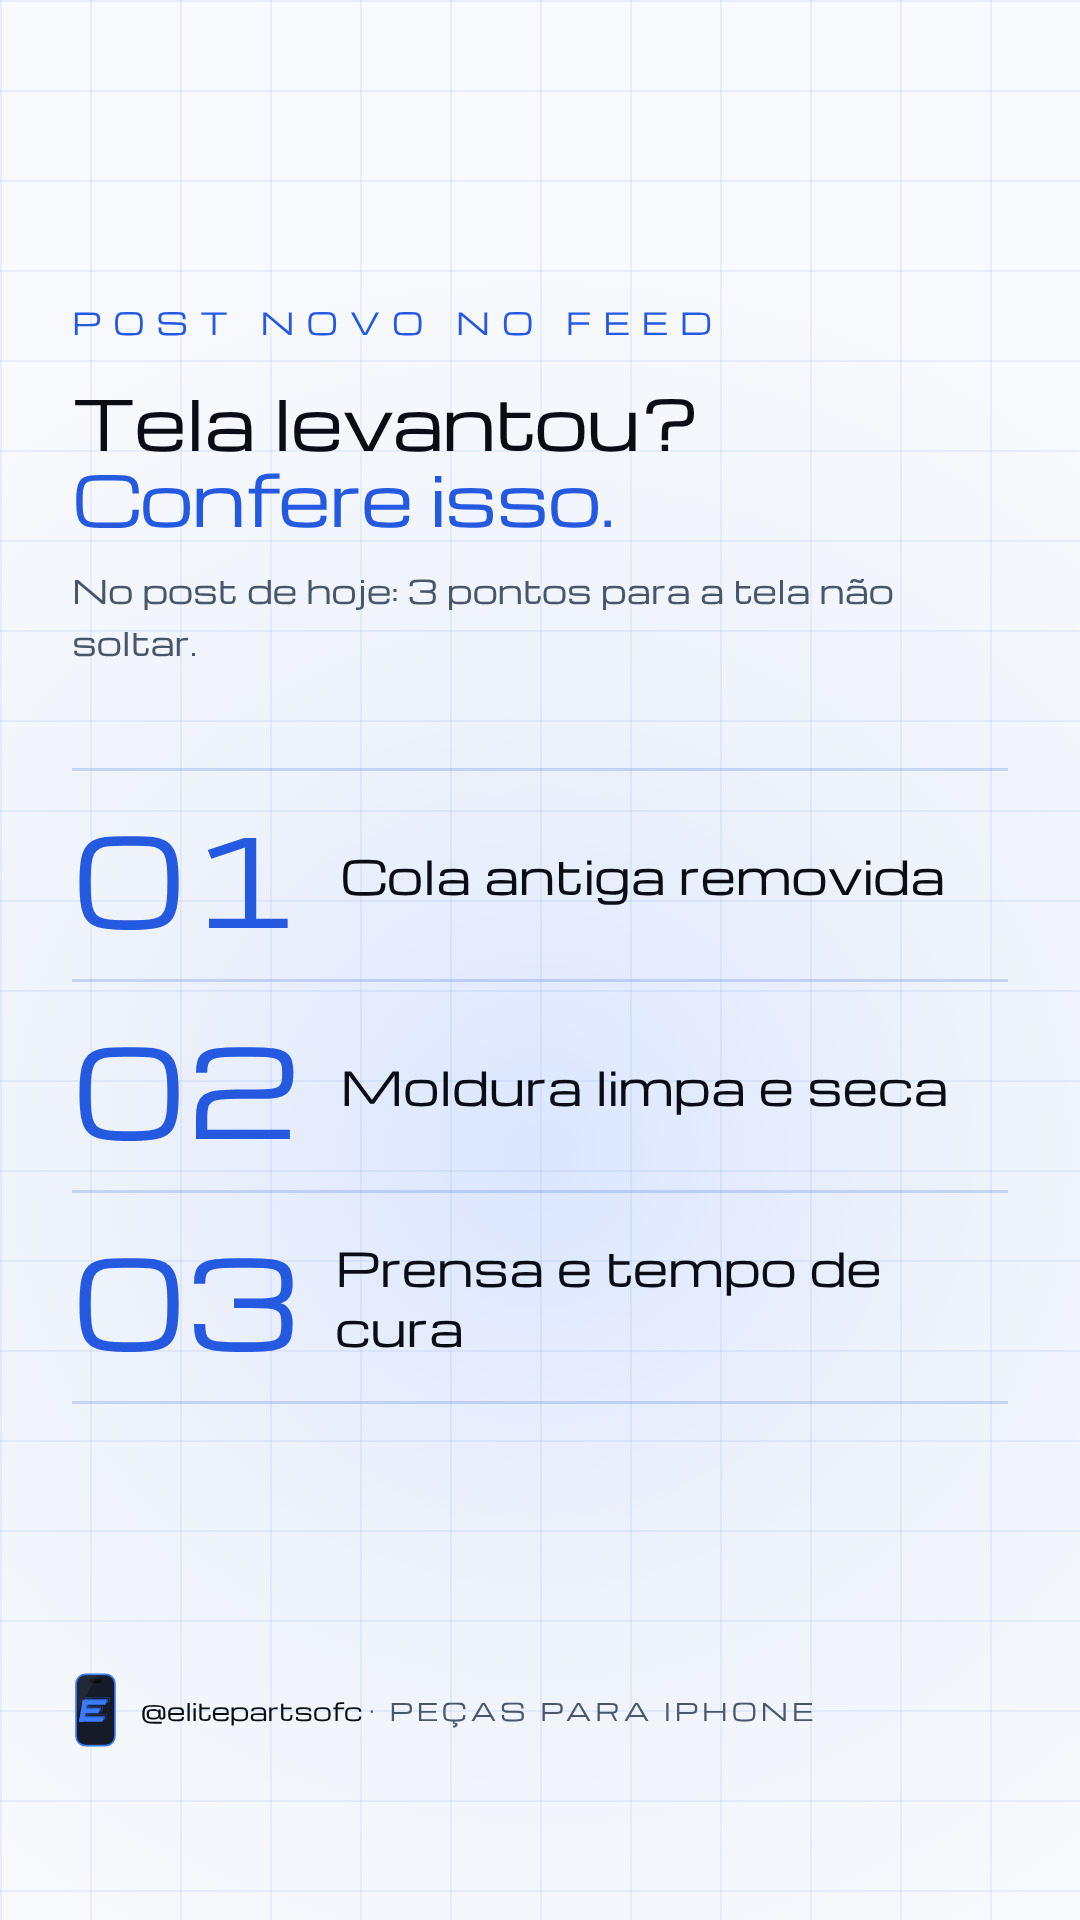 POST NOVO NO FEED
Tela levantou?
Confere isso.
No post de hoje: 3 pontos para a tela não
soltar.
01 Cola antiga removida
02 Moldura limpa e seca
03 Prensa e tempo de
cura
E @elitepartsofc · PEÇAS PARA IPHONE